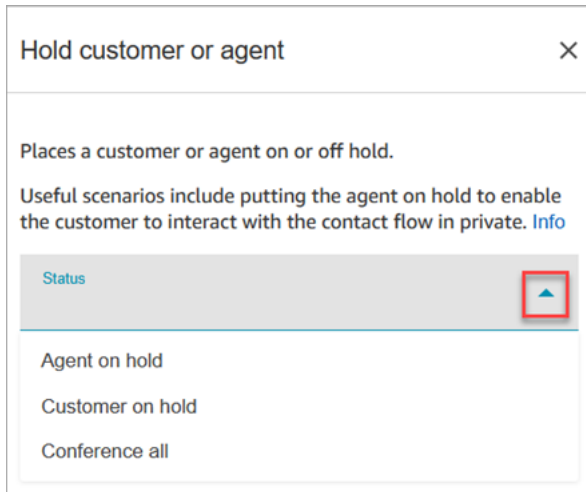 Hold customer or agent
Places a customer or agent on or off hold.
Useful scenarios include putting the agent on hold to enable
the customer to interact with the contact flow in private. Info
Status
Agent on hold
Customer on hold
Conference all